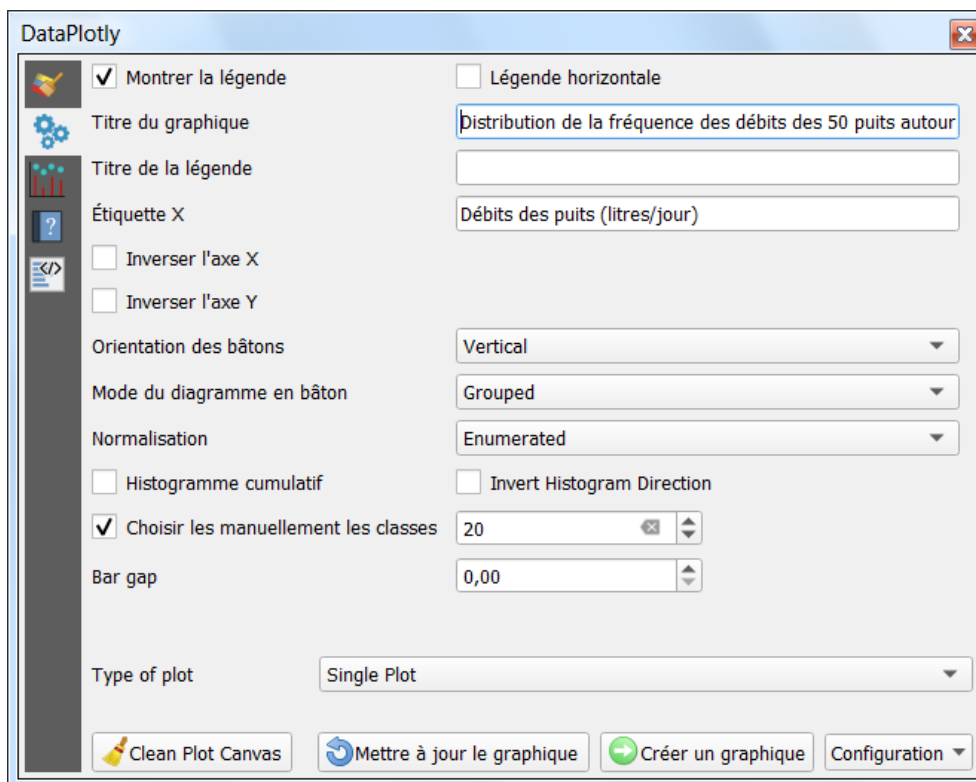 DataPlotly
Montrer la légende
Légende horizontale
Titre du graphique
Distribution de la fréquence des débits des 50 puits autour
Titre de la légende
Étiquette X
Débits des puits (litres/jour)
Inverser l'axe X
Inverser l'axe Y
Orientation des bâtons
Vertical
Mode du diagramme en bâton
Grouped
Normalisation
Enumerated
Histogramme cumulatif
Invert Histogram Direction
Choisir les manuellement les classes
20
Bar gap
0,00
Type of plot
Single Plot
Clean Plot Canvas
Mettre à jour le graphique
Créer un graphique
Configuration